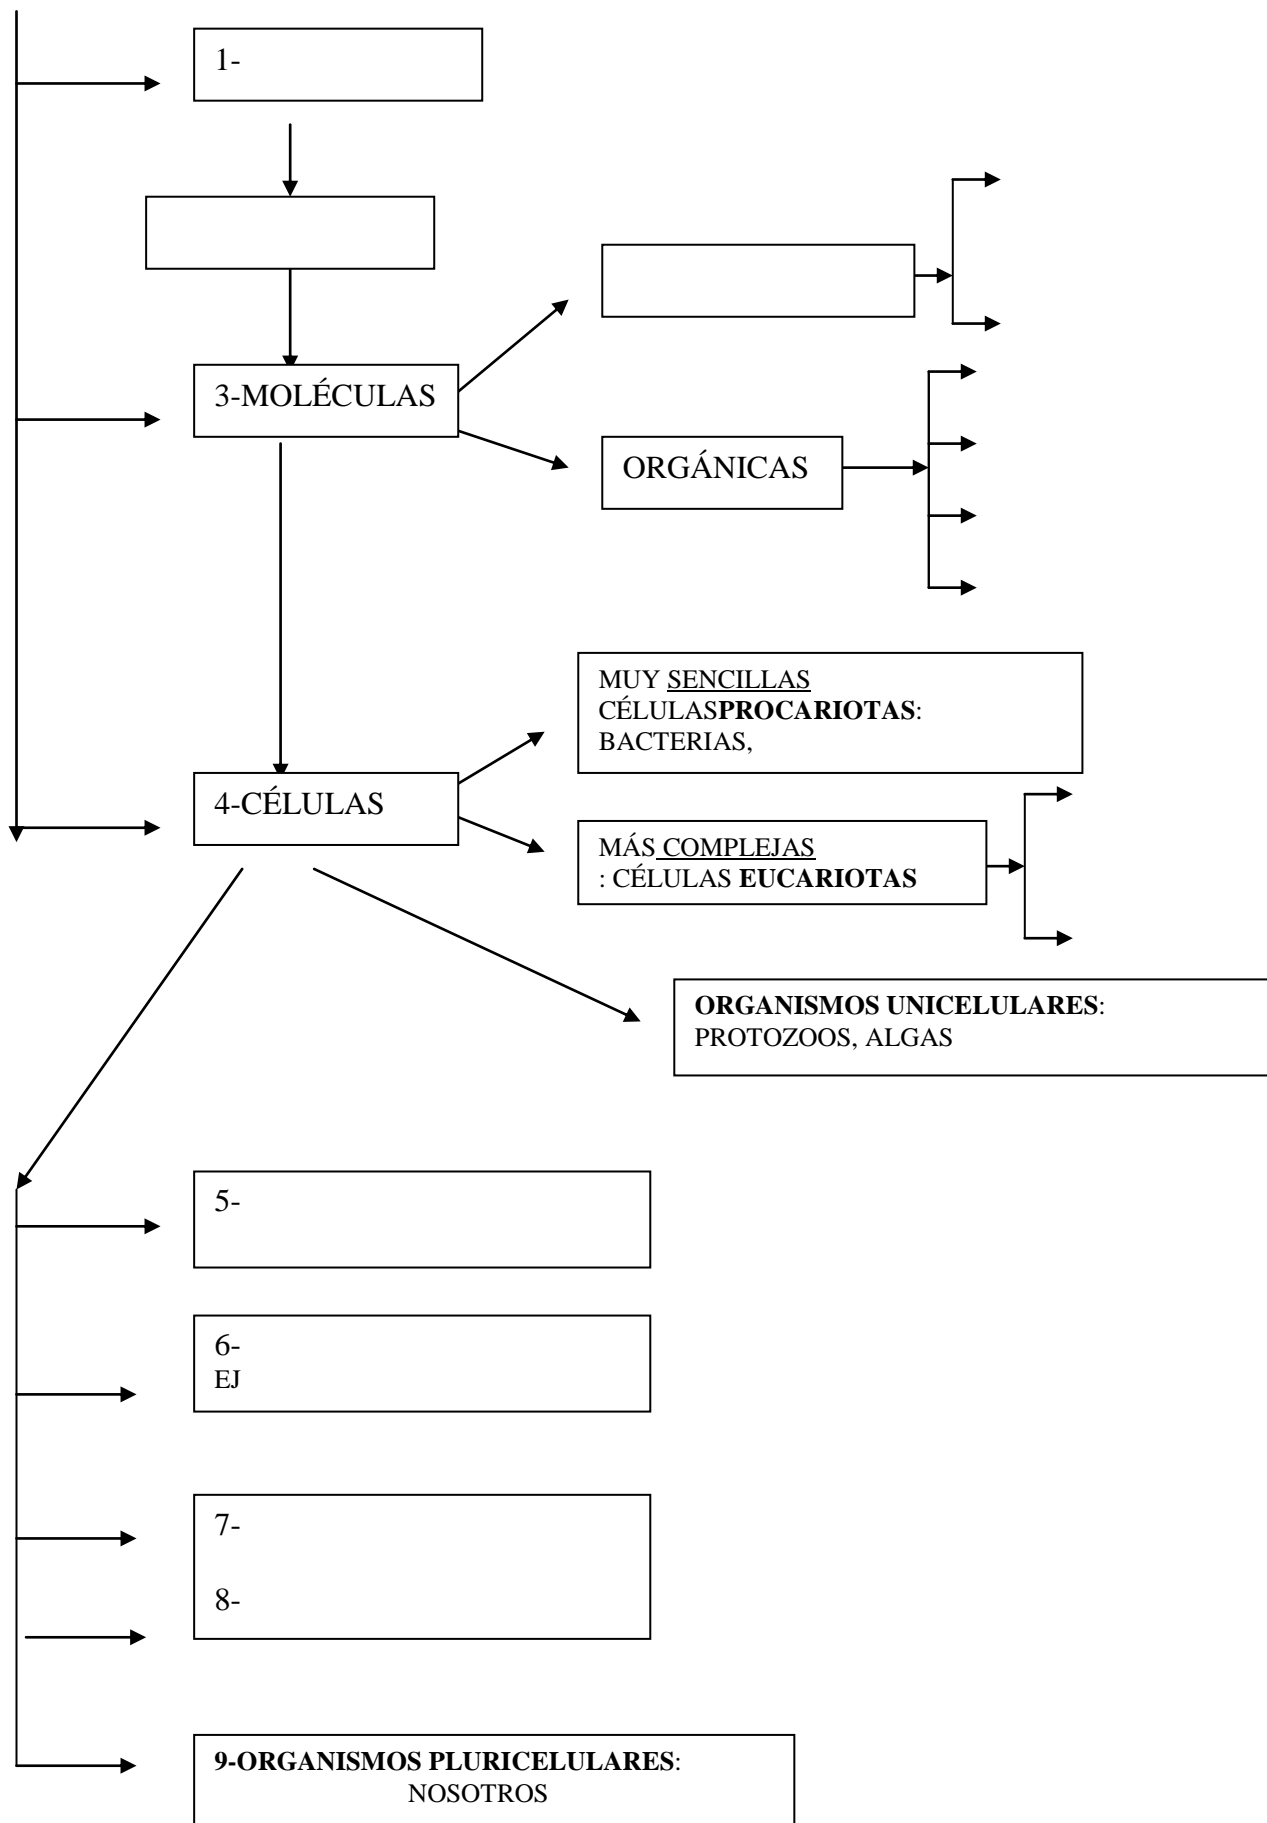 1-
3-MOLÉCULAS
ORGÁNICAS
MUY SENCILLAS
CÉLULASPROCARIOTAS:
BACTERIAS,
4-CÉLULAS
MÁS COMPLEJAS
: CÉLULAS EUCARIOTAS
ORGANISMOS UNICELULARES:
PROTOZOOS, ALGAS
5-
6-
EJ
7-
8-
9-ORGANISMOS PLURICELULARES:
NOSOTROS